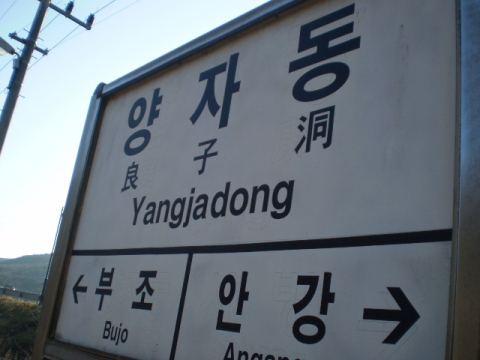 양자동
良子洞
Yangjadong
← 부조 안강 →
Bujo